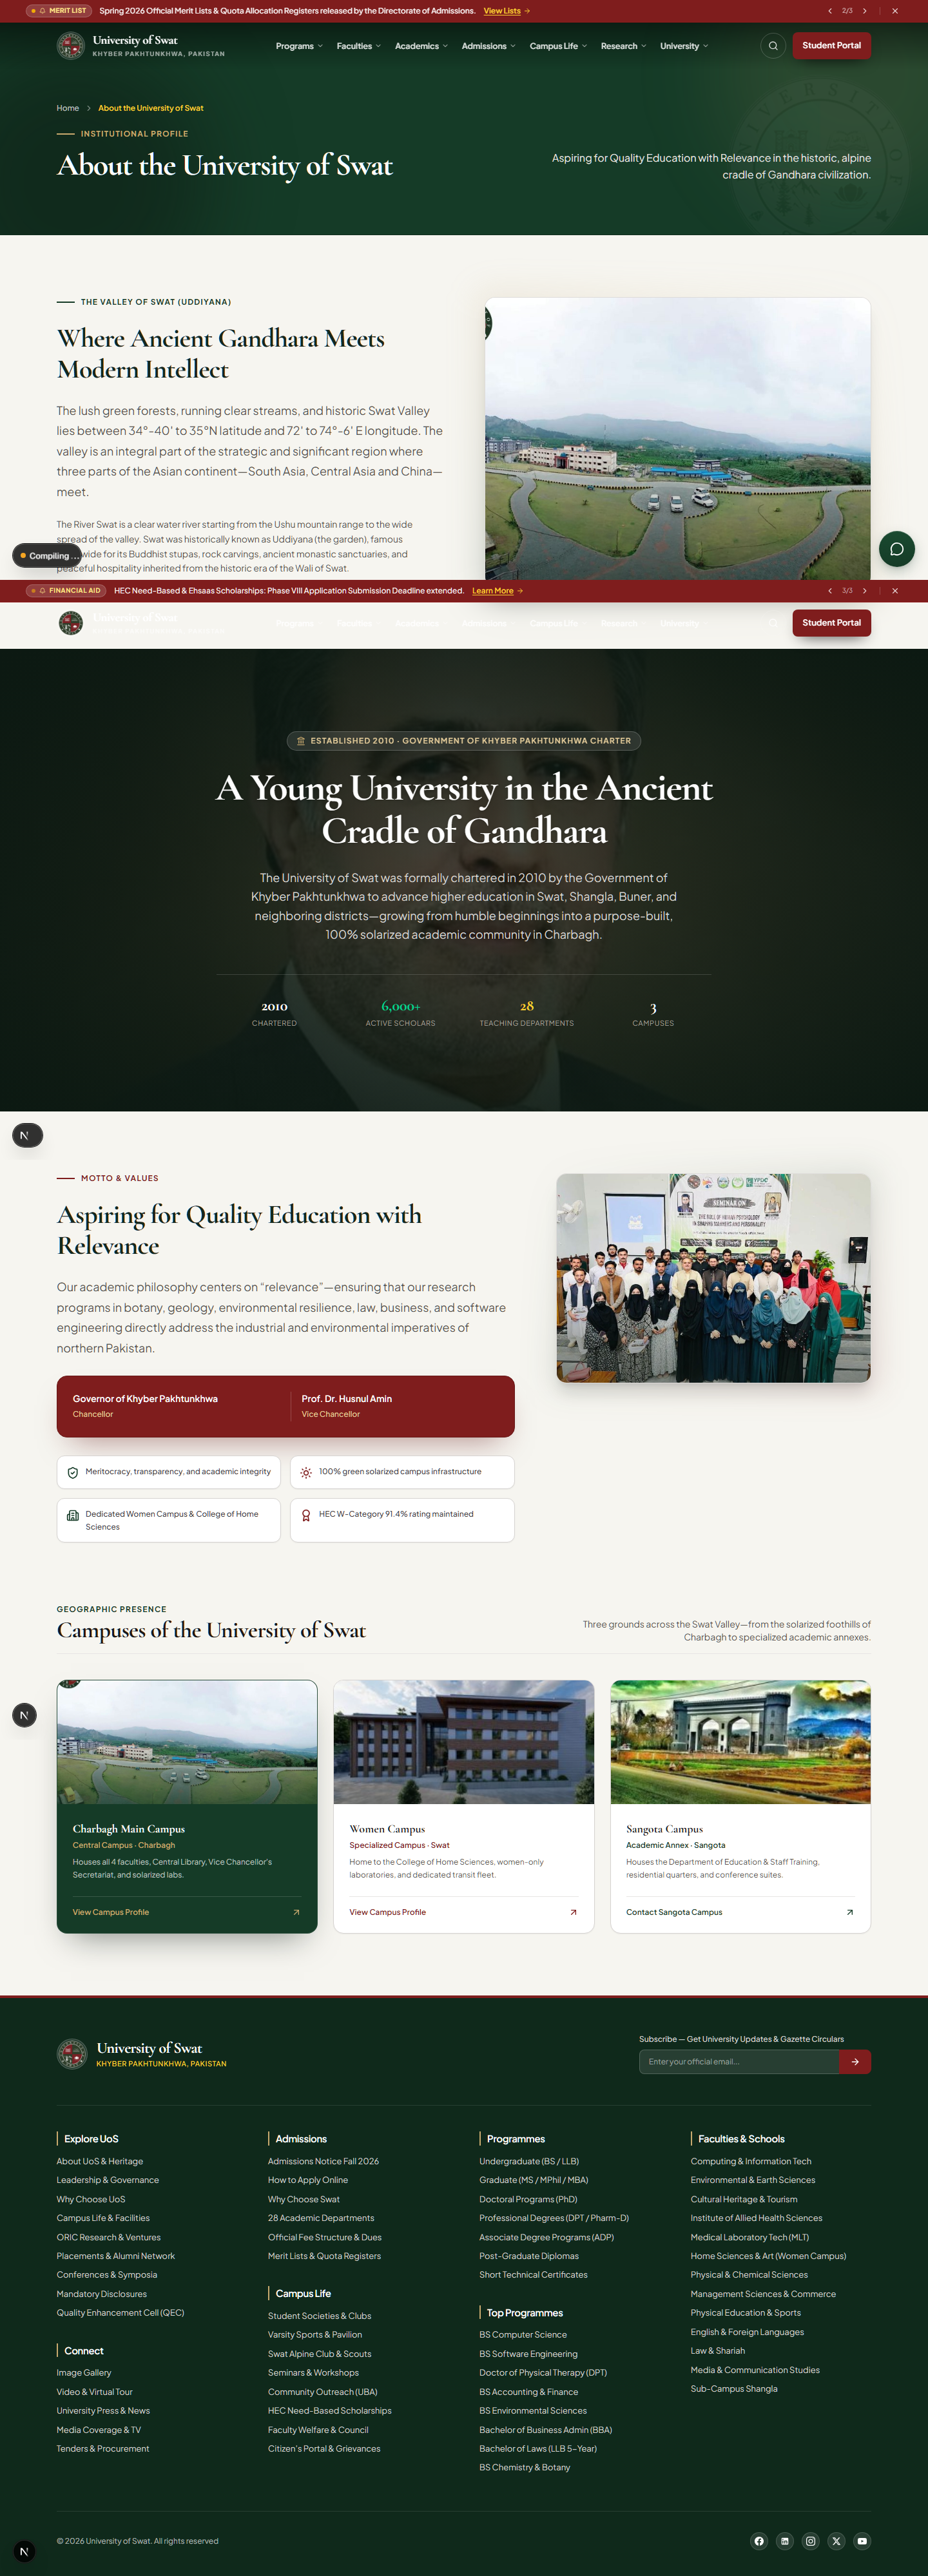 MERIT LIST Spring 2026 Official Merit Lists & Quota Allocation Registers released by the Directorate of Admissions. View Lists → 2/3
University of Swat
KHYBER PAKHTUNKHWA, PAKISTAN
Programs Faculties Academics Admissions Campus Life Research University
Student Portal
Home > About the University of Swat
INSTITUTIONAL PROFILE
About the University of Swat
Aspiring for Quality Education with Relevance in the historic, alpine
cradle of Gandhara civilization.
THE VALLEY OF SWAT (UDDIYANA)
Where Ancient Gandhara Meets
Modern Intellect
The lush green forests, running clear streams, and historic Swat Valley
lies between 34°-40' to 35°N latitude and 72' to 74°-6' E longitude. The
valley is an integral part of the strategic and significant region where
three parts of the Asian continent—South Asia, Central Asia and China—
meet.
The River Swat is a clear water river starting from the Ushu mountain range to the wide
spread of the valley. Swat was historically known as Uddiyana (the garden), famous
wide for its Buddhist stupas, rock carvings, ancient monastic sanctuaries, and
peaceful hospitality inherited from the historic era of the Wali of Swat.
Compiling ...
FINANCIAL AID HEC Need-Based & Ehsaas Scholarships: Phase VIII Application Submission Deadline extended. Learn More → 3/3
University of Swat
Programs Faculties Academics Admissions Campus Life Research University
Student Portal
ESTABLISHED 2010 · GOVERNMENT OF KHYBER PAKHTUNKHWA CHARTER
A Young University in the Ancient
Cradle of Gandhara
The University of Swat was formally chartered in 2010 by the Government of
Khyber Pakhtunkhwa to advance higher education in Swat, Shangla, Buner, and
neighboring districts—growing from humble beginnings into a purpose-built,
100% solarized academic community in Charbagh.
2010 6,000+ 28 3
CHARTERED ACTIVE SCHOLARS TEACHING DEPARTMENTS CAMPUSES
N
MOTTO & VALUES
Aspiring for Quality Education with
Relevance
Our academic philosophy centers on “relevance”—ensuring that our research
programs in botany, geology, environmental resilience, law, business, and software
engineering directly address the industrial and environmental imperatives of
northern Pakistan.
SEMINAR ON
Governor of Khyber Pakhtunkhwa
Chancellor
Prof. Dr. Husnul Amin
Vice Chancellor
Meritocracy, transparency, and academic integrity
100% green solarized campus infrastructure
Dedicated Women Campus & College of Home
Sciences
HEC W-Category 91.4% rating maintained
GEOGRAPHIC PRESENCE
Campuses of the University of Swat
Three grounds across the Swat Valley—from the solarized foothills of
Charbagh to specialized academic annexes.
N
Charbagh Main Campus
Central Campus · Charbagh
Houses all 4 faculties, Central Library, Vice Chancellor's
Secretariat, and solarized labs.
View Campus Profile
Women Campus
Specialized Campus · Swat
Home to the College of Home Sciences, women-only
laboratories, and dedicated transit fleet.
View Campus Profile
Sangota Campus
Academic Annex · Sangota
Houses the Department of Education & Staff Training,
residential quarters, and conference suites.
Contact Sangota Campus
University of Swat
KHYBER PAKHTUNKHWA, PAKISTAN
Subscribe — Get University Updates & Gazette Circulars
Enter your official email...
Explore UoS
About UoS & Heritage
Leadership & Governance
Why Choose UoS
Campus Life & Facilities
ORIC Research & Ventures
Placements & Alumni Network
Conferences & Symposia
Mandatory Disclosures
Quality Enhancement Cell (QEC)
Connect
Image Gallery
Video & Virtual Tour
University Press & News
Media Coverage & TV
Tenders & Procurement
Admissions
Admissions Notice Fall 2026
How to Apply Online
Why Choose Swat
28 Academic Departments
Official Fee Structure & Dues
Merit Lists & Quota Registers
Campus Life
Student Societies & Clubs
Varsity Sports & Pavilion
Swat Alpine Club & Scouts
Seminars & Workshops
Community Outreach (UBA)
HEC Need-Based Scholarships
Faculty Welfare & Council
Citizen's Portal & Grievances
Programmes
Undergraduate (BS / LLB)
Graduate (MS / MPhil / MBA)
Doctoral Programs (PhD)
Professional Degrees (DPT / Pharm-D)
Associate Degree Programs (ADP)
Post-Graduate Diplomas
Short Technical Certificates
Top Programmes
BS Computer Science
BS Software Engineering
Doctor of Physical Therapy (DPT)
BS Accounting & Finance
BS Environmental Sciences
Bachelor of Business Admin (BBA)
Bachelor of Laws (LLB 5-Year)
BS Chemistry & Botany
Faculties & Schools
Computing & Information Tech
Environmental & Earth Sciences
Cultural Heritage & Tourism
Institute of Allied Health Sciences
Medical Laboratory Tech (MLT)
Home Sciences & Art (Women Campus)
Physical & Chemical Sciences
Management Sciences & Commerce
Physical Education & Sports
English & Foreign Languages
Law & Shariah
Media & Communication Studies
Sub-Campus Shangla
© 2026 University of Swat. All rights reserved
N